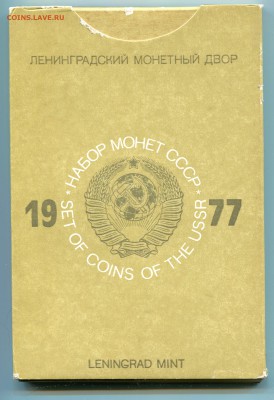 COINS.LAVE.RU
ЛЕНИНГРАДСКИЙ МОНЕТНЫЙ ДВОР
• НАБОР МОНЕТ СССР •
19 77
SET OF COINS OF THE USSR
LENINGRAD MINT